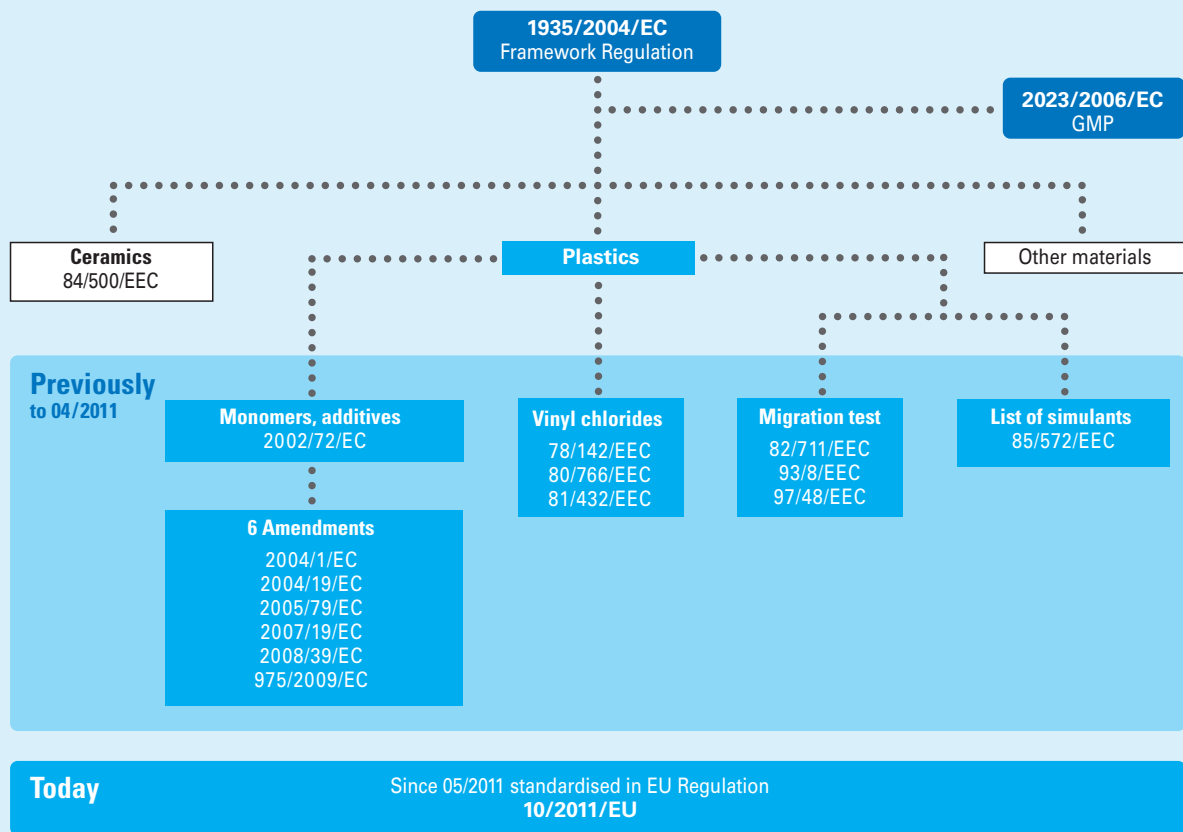 1935/2004/EC
Framework Regulation
2023/2006/EC
GMP
Ceramics
84/500/EEC
Plastics
Other materials
Previously
to 04/2011
Monomers, additives
2002/72/EC
6 Amendments
2004/1/EC
2004/19/EC
2005/79/EC
2007/19/EC
2008/39/EC
975/2009/EC
Vinyl chlorides
78/142/EEC
80/766/EEC
81/432/EEC
Migration test
82/711/EEC
93/8/EEC
97/48/EEC
List of simulants
85/572/EEC
Today
Since 05/2011 standardised in EU Regulation
10/2011/EU